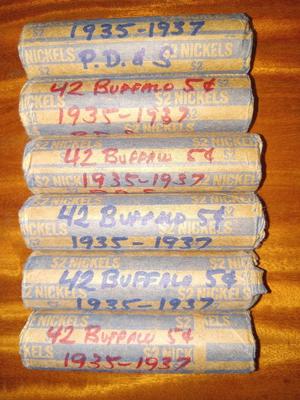 $2 NICKELS
1935-1937
P.D. & S
42 BUFFALO 5¢
$2 NICKELS
1935-1937
42 BUFFALO 5¢
$2 NICKELS
1935-1937
42 BUFFALO 5¢
1935-1937
42 BUFFALO 5¢
$2 NICKELS
1935-1937
42 BUFFALO 5¢
$2 NICKELS
1935-1937